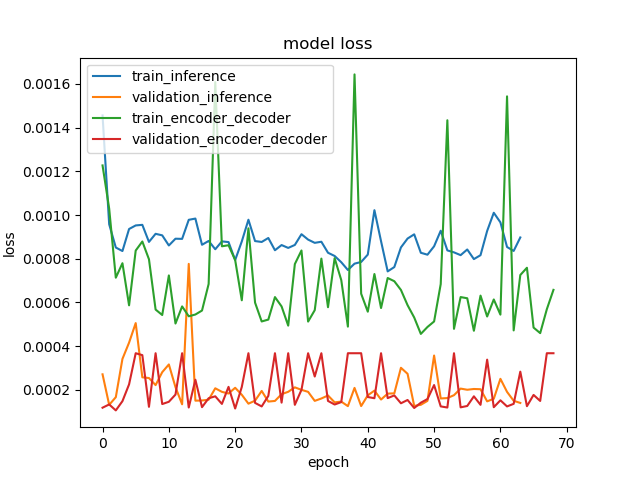 model loss
train_inference
validation_inference
train_encoder_decoder
validation_encoder_decoder
loss
0.0016
0.0014
0.0012
0.0010
0.0008
0.0006
0.0004
0.0002
0 10 20 30 40 50 60 70
epoch